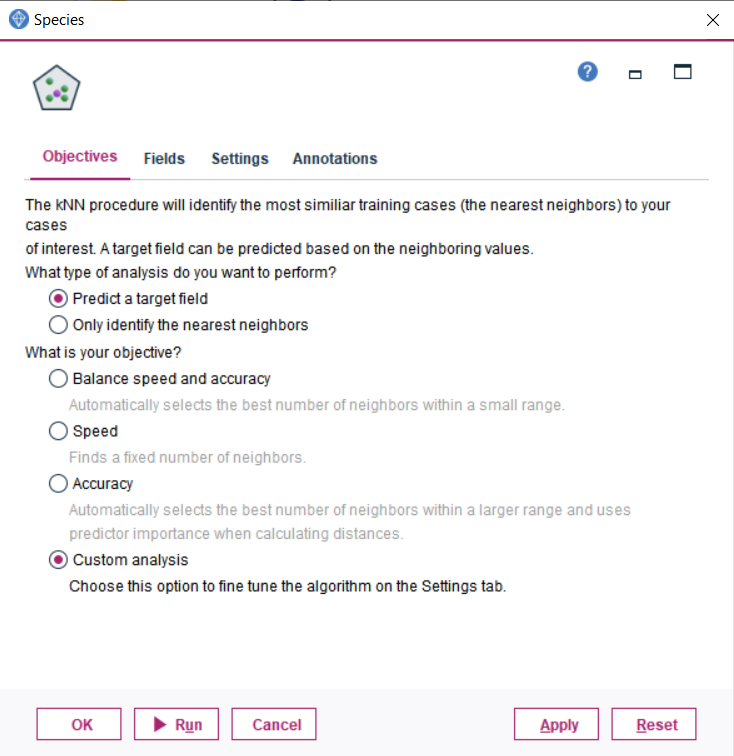 Species
?
Objectives Fields Settings Annotations
The kNN procedure will identify the most similiar training cases (the nearest neighbors) to your
cases
of interest. A target field can be predicted based on the neighboring values.
What type of analysis do you want to perform?
Predict a target field
Only identify the nearest neighbors
What is your objective?
Balance speed and accuracy
Automatically selects the best number of neighbors within a small range.
Speed
Finds a fixed number of neighbors.
Accuracy
Automatically selects the best number of neighbors within a larger range and uses
predictor importance when calculating distances.
Custom analysis
Choose this option to fine tune the algorithm on the Settings tab.
OK Run Cancel Apply Reset